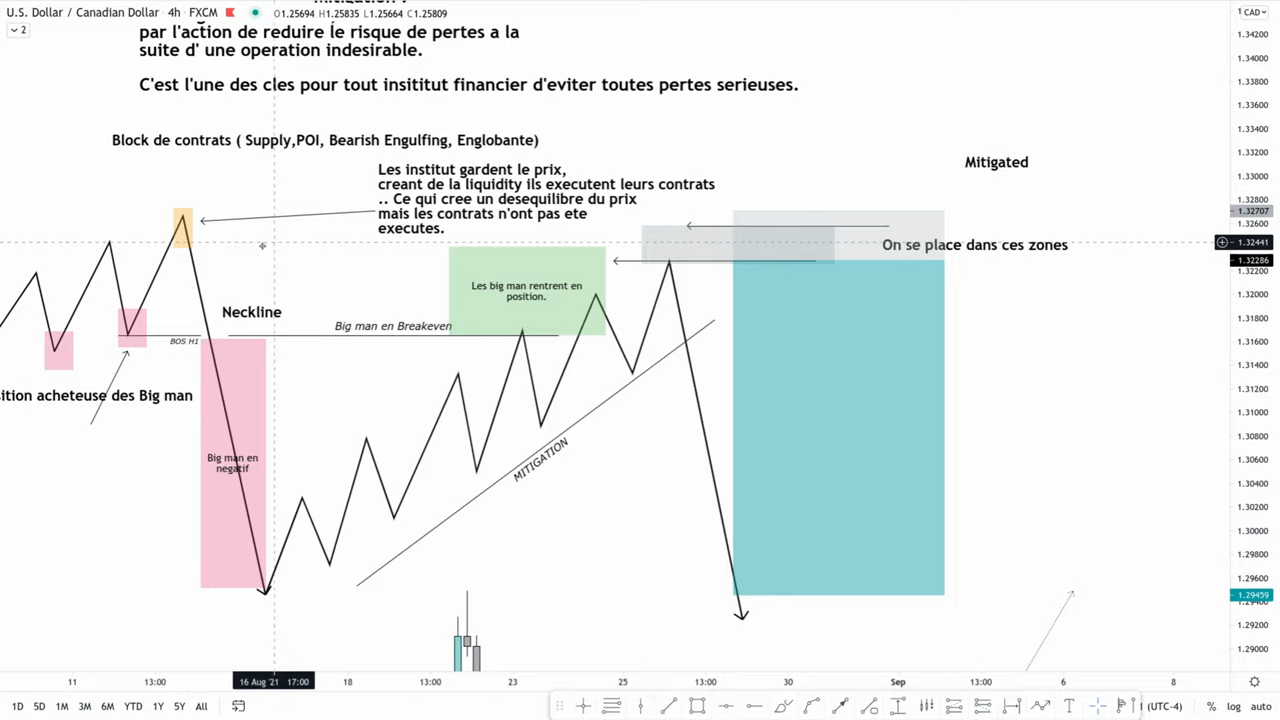 U.S. Dollar / Canadian Dollar · 4h · FXCM
O1.25694 H1.25835 L1.25664 C1.25809
CAD
2
par l'action de reduire le risque de pertes a la
suite d' une operation indesirable.
C'est l'une des cles pour tout insititut financier d'eviter toutes pertes serieuses.
Block de contrats ( Supply,POI, Bearish Engulfing, Englobante)
Les institut gardent le prix,
creant de la liquidity ils executent leurs contrats
.. Ce qui cree un desequilibre du prix
mais les contrats n'ont pas ete
executes.
Mitigated
On se place dans ces zones
Les big man rentrent en
position.
Neckline
Big man en Breakeven
BOS H1
ition acheteuse des Big man
Big man en
negatif
MITIGATION
1.34200
1.34000
1.33800
1.33600
1.33400
1.33200
1.33000
1.32800
1.32707
1.32600
1.32441
1.32286
1.32200
1.32000
1.31800
1.31600
1.31400
1.31200
1.31000
1.30800
1.30600
1.30400
1.30200
1.30000
1.29800
1.29600
1.29459
1.29400
1.29200
1.29000
11
13:00
16 Aug '21 17:00
18
13:00
23
13:00
25
13:00
30
Sep
13:00
6
8
1D 5D 1M 3M 6M YTD 1Y 5Y All
(UTC-4)
% log auto